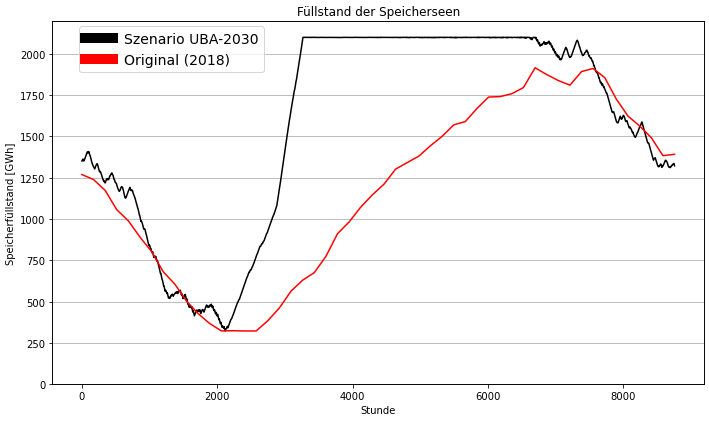 Füllstand der Speicherseen
Szenario UBA-2030
Original (2018)
Speicherfüllstand [GWh]
2000
1750
1500
1250
1000
750
500
250
0
0 2000 4000 6000 8000
Stunde